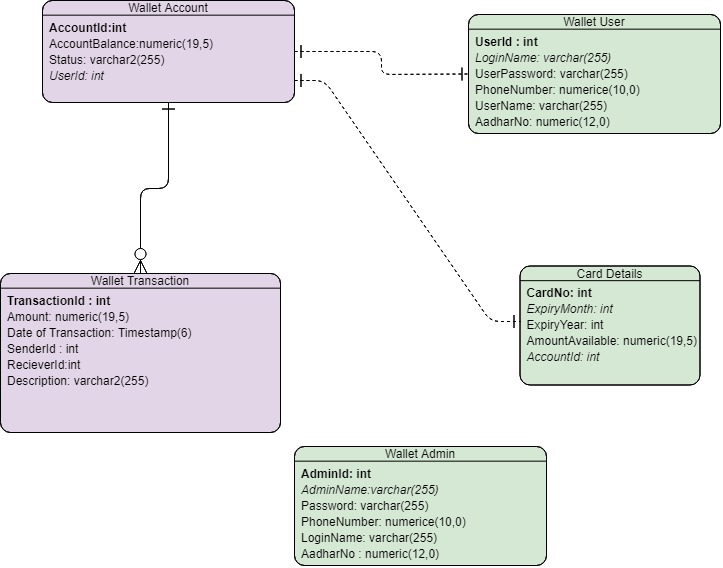 Wallet Account
AccountId:int
AccountBalance:numeric(19,5)
Status: varchar2(255)
UserId: int
Wallet User
UserId : int
LoginName: varchar(255)
UserPassword: varchar(255)
PhoneNumber: numerice(10,0)
UserName: varchar(255)
AadharNo: numeric(12,0)
Wallet Transaction
TransactionId : int
Amount: numeric(19,5)
Date of Transaction: Timestamp(6)
SenderId : int
RecieverId:int
Description: varchar2(255)
Card Details
CardNo: int
ExpiryMonth: int
ExpiryYear: int
AmountAvailable: numeric(19,5)
AccountId: int
Wallet Admin
AdminId: int
AdminName:varchar(255)
Password: varchar(255)
PhoneNumber: numerice(10,0)
LoginName: varchar(255)
AadharNo : numeric(12,0)